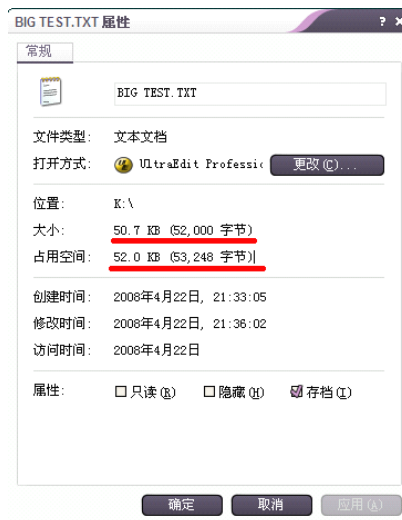 BIG TEST.TXT 属性
常规
BIG TEST.TXT
文件类型: 文本文档
打开方式: UltraEdit Professi 更改(C)...
位置: K:\
大小: 50.7 KB (52,000 字节)
占用空间: 52.0 KB (53,248 字节)
创建时间: 2008年4月22日, 21:33:05
修改时间: 2008年4月22日, 21:36:02
访问时间: 2008年4月22日
属性: 只读(R) 隐藏(H) 存档(I)
确定 取消 应用(A)